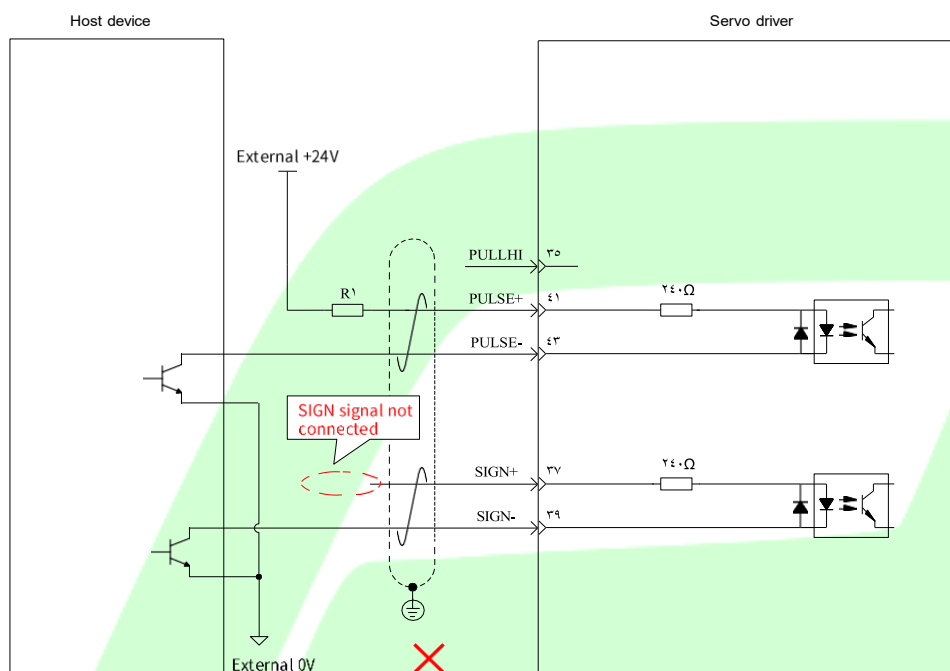 Host device
Servo driver
External +24V
PULLHI
٣٥
R١
PULSE+
٤١
٢٤٠Ω
PULSE-
٤٣
SIGN signal not
connected
SIGN+
٣٧
٢٤٠Ω
SIGN-
٣٩
External 0V